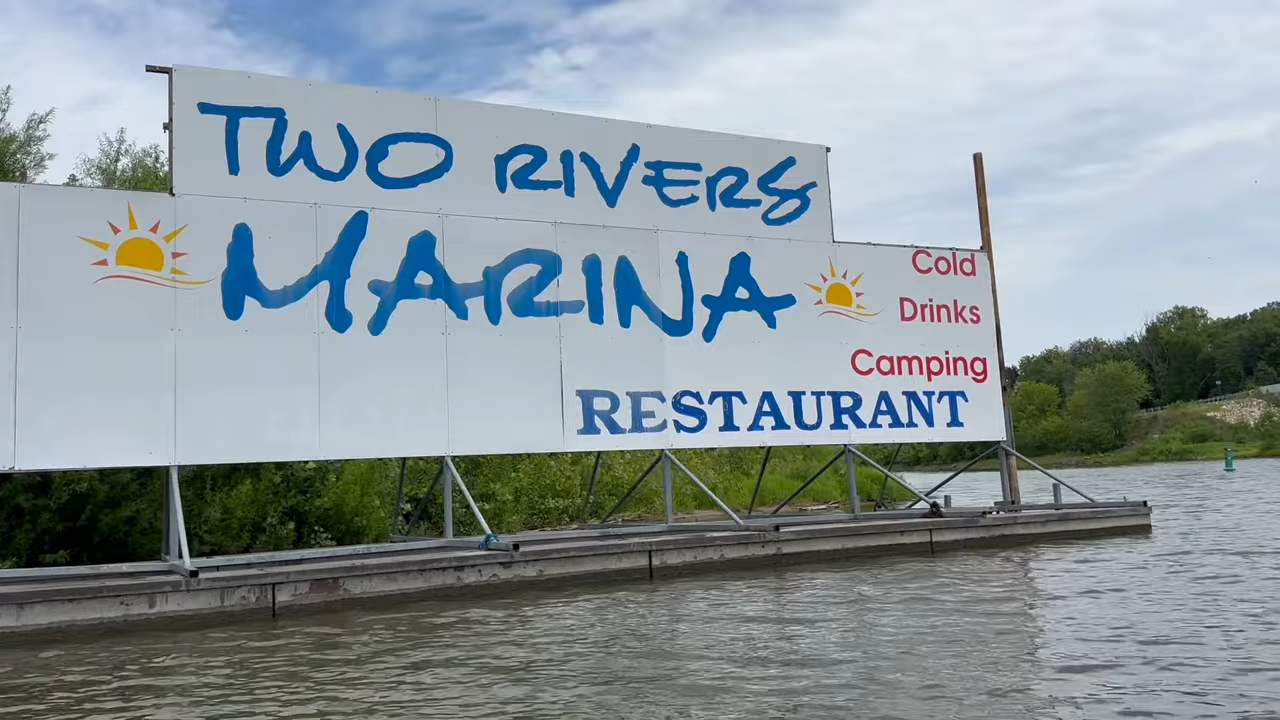 TWO RIVERS
MARINA
Cold
Drinks
Camping
RESTAURANT